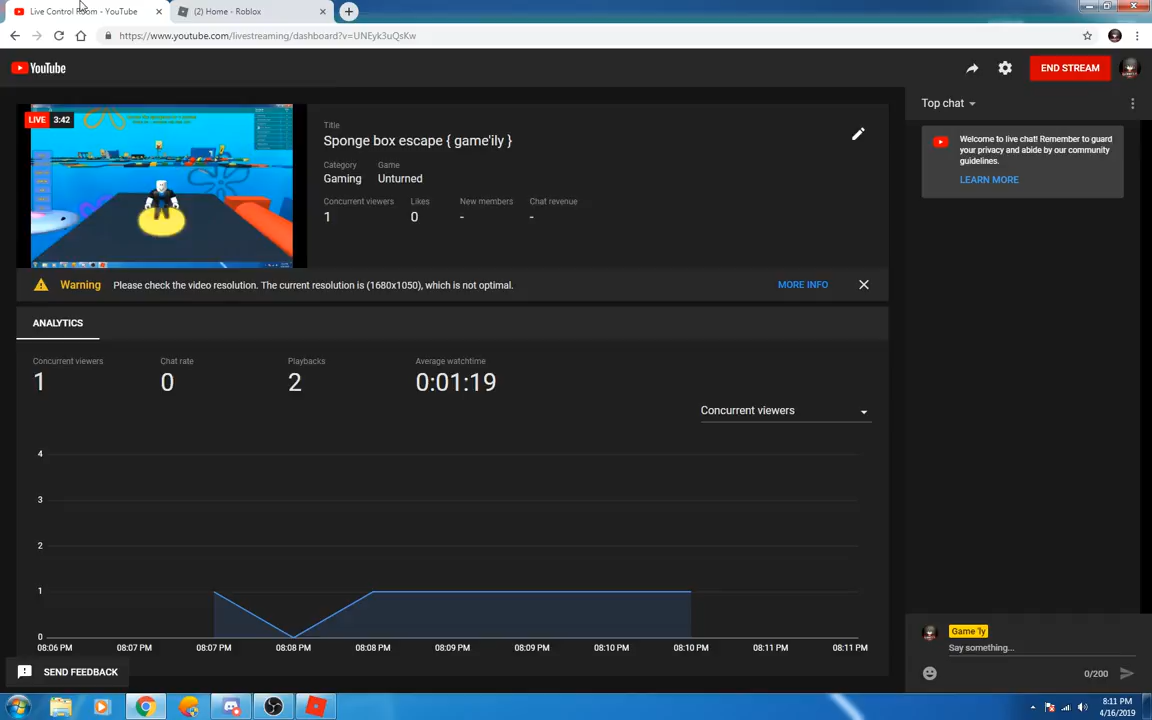 Live Control Room - YouTube
(2) Home - Roblox
https://www.youtube.com/livestreaming/dashboard?v=UNEyk3uQsKw
YouTube
END STREAM
LIVE 3:42
Title
Sponge box escape { game'ily }
Category Game
Gaming Unturned
Concurrent viewers Likes New members Chat revenue
1 0 - -
Warning Please check the video resolution. The current resolution is (1680x1050), which is not optimal. MORE INFO
ANALYTICS
Concurrent viewers Chat rate Playbacks Average watchtime
1 0 2 0:01:19
Concurrent viewers
4
3
2
1
0
08:06 PM 08:07 PM 08:07 PM 08:08 PM 08:08 PM 08:09 PM 08:09 PM 08:10 PM 08:10 PM 08:11 PM 08:11 PM
SEND FEEDBACK
Top chat
Welcome to live chat! Remember to guard
your privacy and abide by our community
guidelines.
LEARN MORE
Game 'ily
Say something...
0/200
8:11 PM
4/16/2019